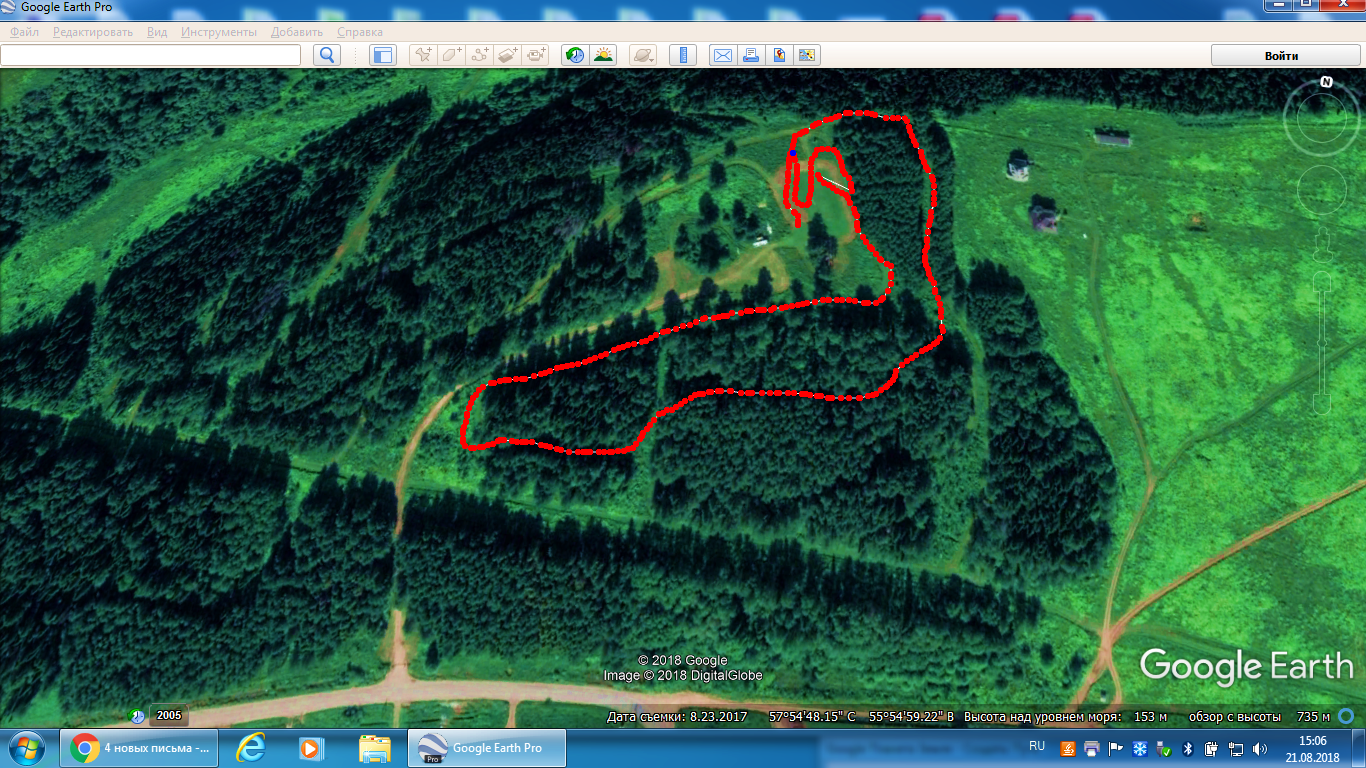 Google Earth Pro
Файл Редактировать Вид Инструменты Добавить Справка
Войти
N
© 2018 Google
Image © 2018 DigitalGlobe
Google Earth
2005
Дата съемки: 8.23.2017 57°54'48.15" С 55°54'59.22" В Высота над уровнем моря: 153 м обзор с высоты 735 м
4 новых письма -...
Google Earth Pro
Pro
RU
15:06
21.08.2018